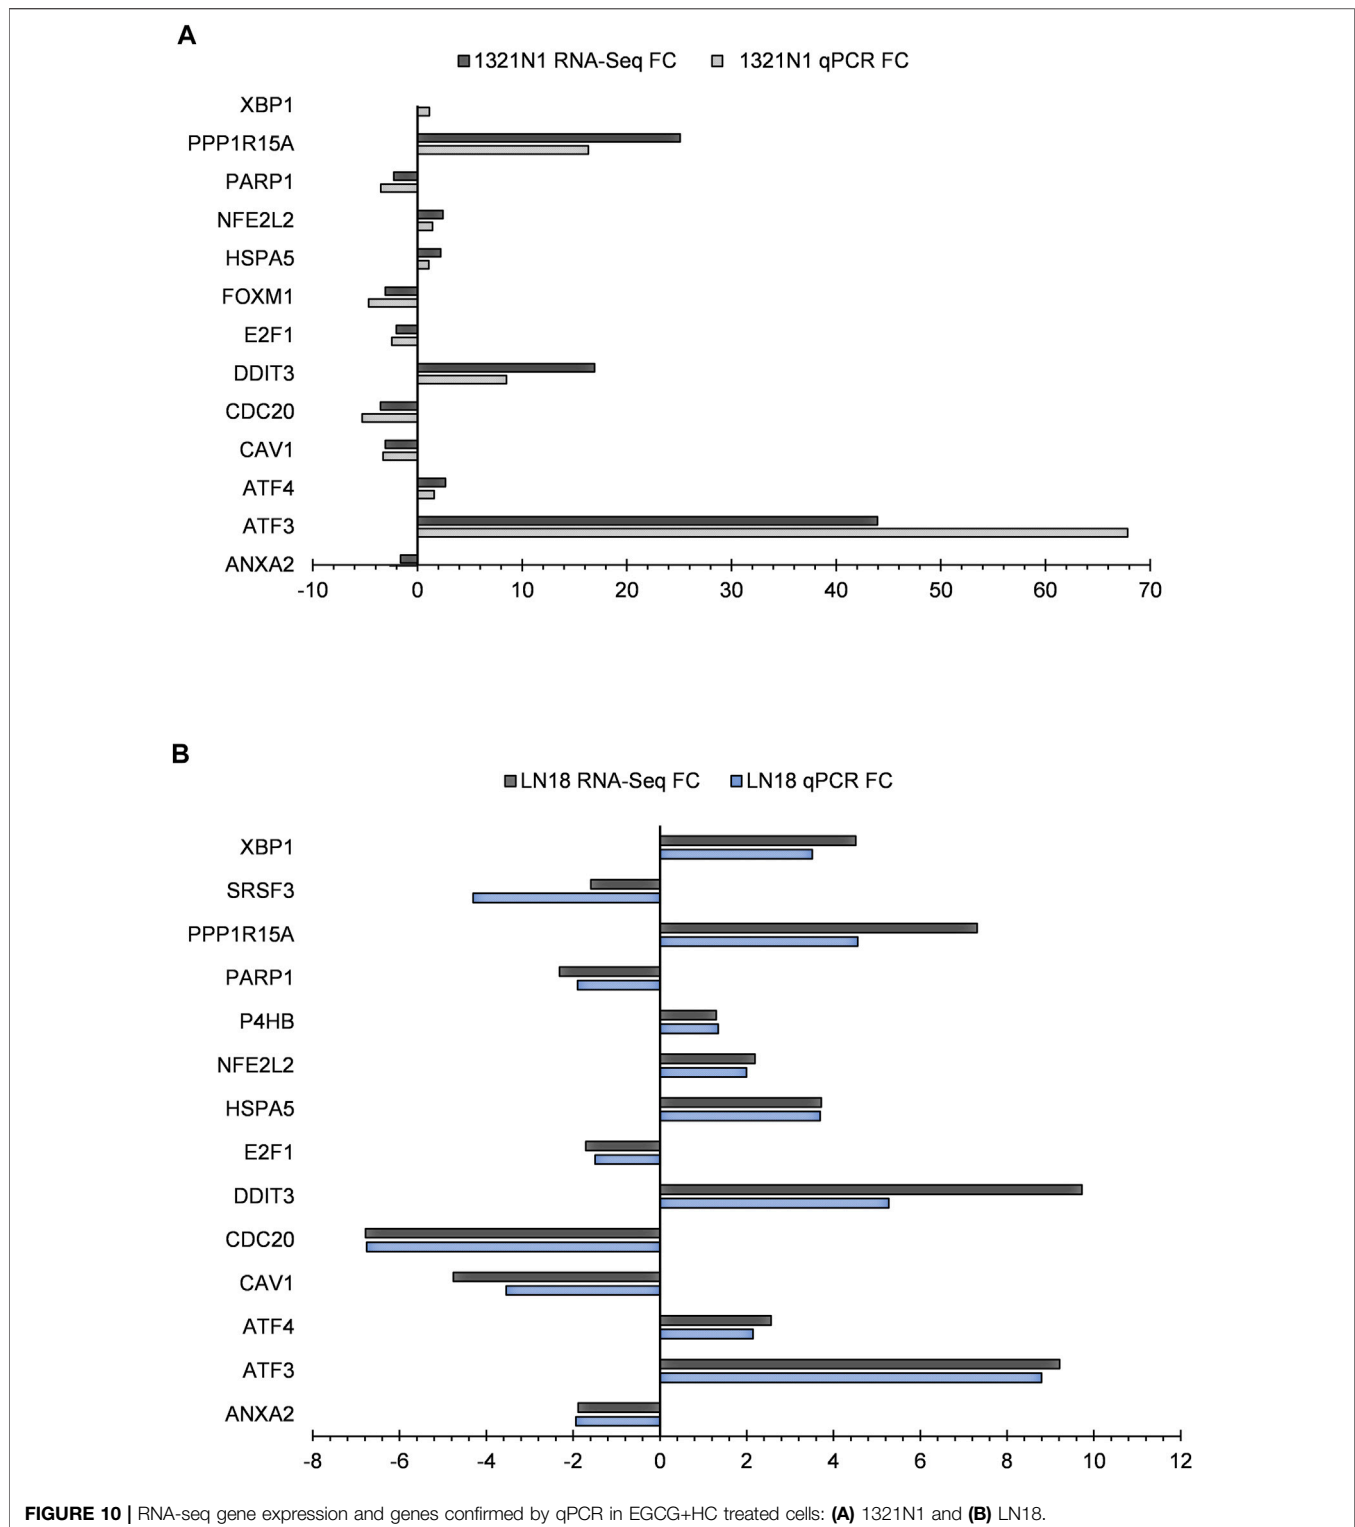 A
1321N1 RNA-Seq FC 1321N1 qPCR FC
XBP1
PPP1R15A
PARP1
NFE2L2
HSPA5
FOXM1
E2F1
DDIT3
CDC20
CAV1
ATF4
ATF3
ANXA2
-10 0 10 20 30 40 50 60 70
B
LN18 RNA-Seq FC LN18 qPCR FC
XBP1
SRSF3
PPP1R15A
PARP1
P4HB
NFE2L2
HSPA5
E2F1
DDIT3
CDC20
CAV1
ATF4
ATF3
ANXA2
-8 -6 -4 -2 0 2 4 6 8 10 12
FIGURE 10 | RNA-seq gene expression and genes confirmed by qPCR in EGCG+HC treated cells: (A) 1321N1 and (B) LN18.